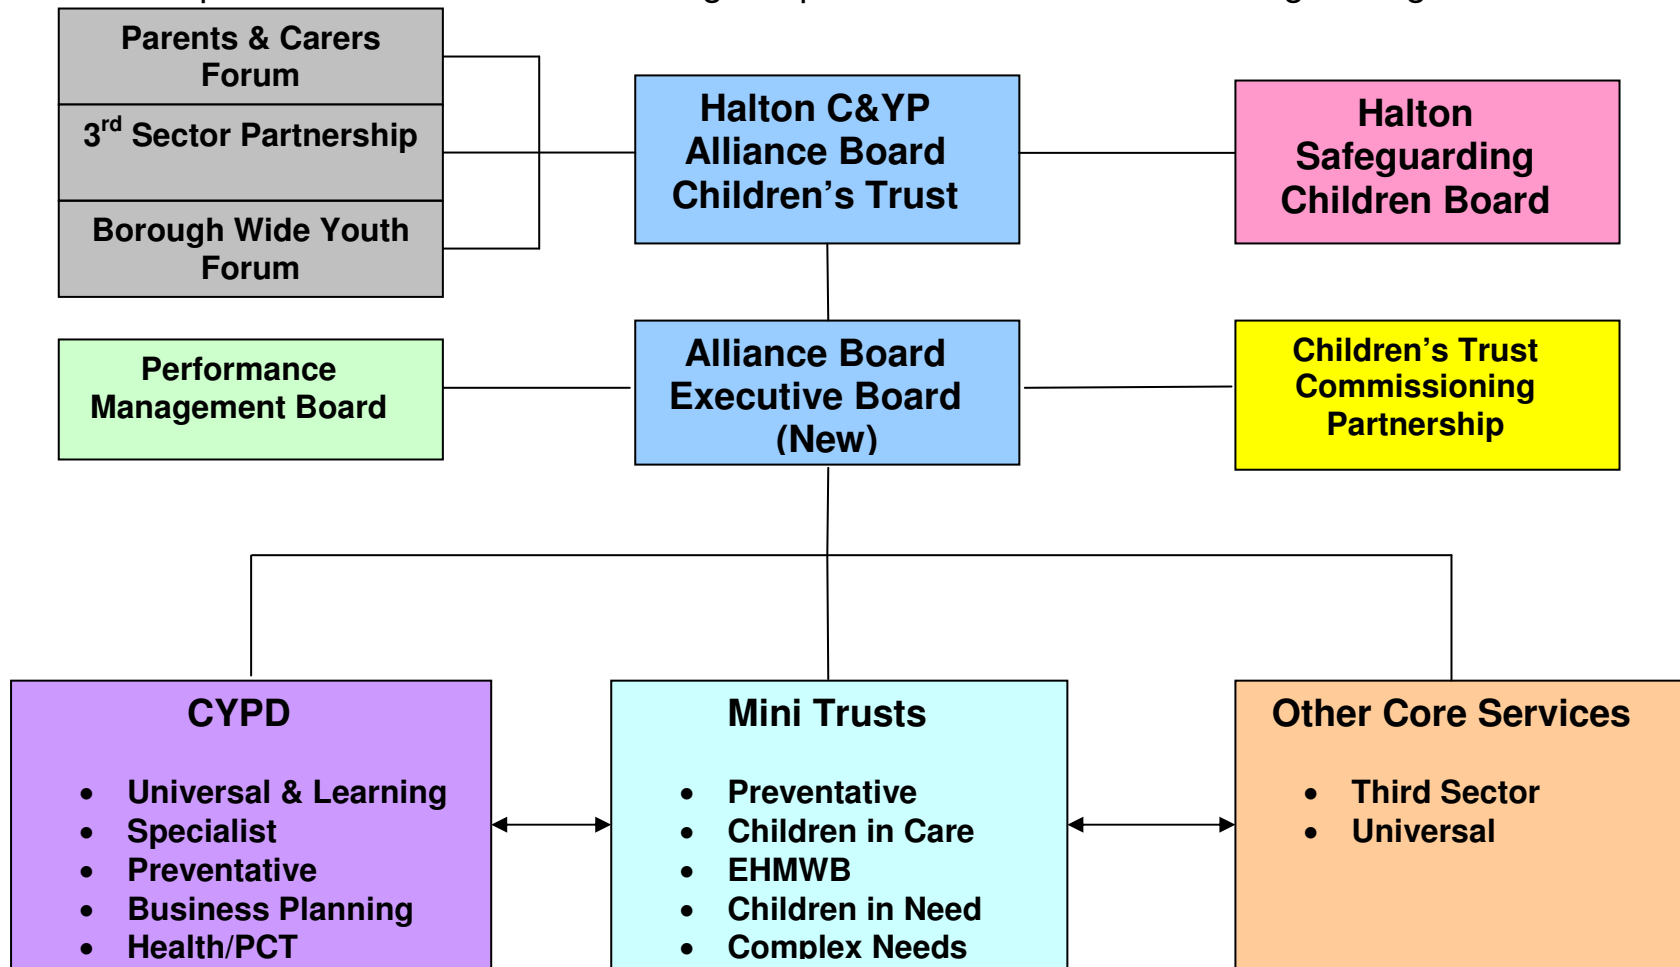 Parents & Carers
Forum
3rd Sector Partnership
Borough Wide Youth
Forum
Halton C&YP
Alliance Board
Children’s Trust
Halton
Safeguarding
Children Board
Performance
Management Board
Alliance Board
Executive Board
(New)
Children’s Trust
Commissioning
Partnership
CYPD
• Universal & Learning
• Specialist
• Preventative
• Business Planning
• Health/PCT
Mini Trusts
• Preventative
• Children in Care
• EHMWB
• Children in Need
• Complex Needs
Other Core Services
• Third Sector
• Universal